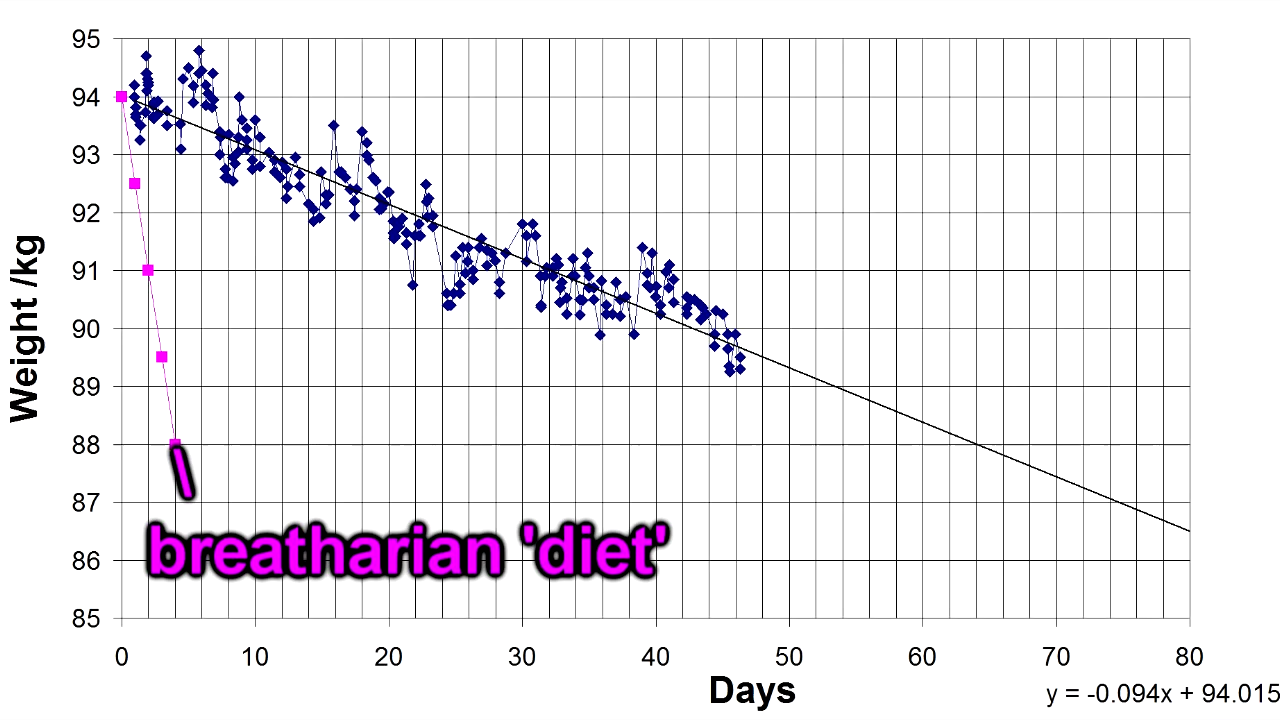 95
94
93
92
91
90
89
88
87
86
85
Weight /kg
breatharian 'diet'
0 10 20 30 40 50 60 70 80
Days
y = -0.094x + 94.015